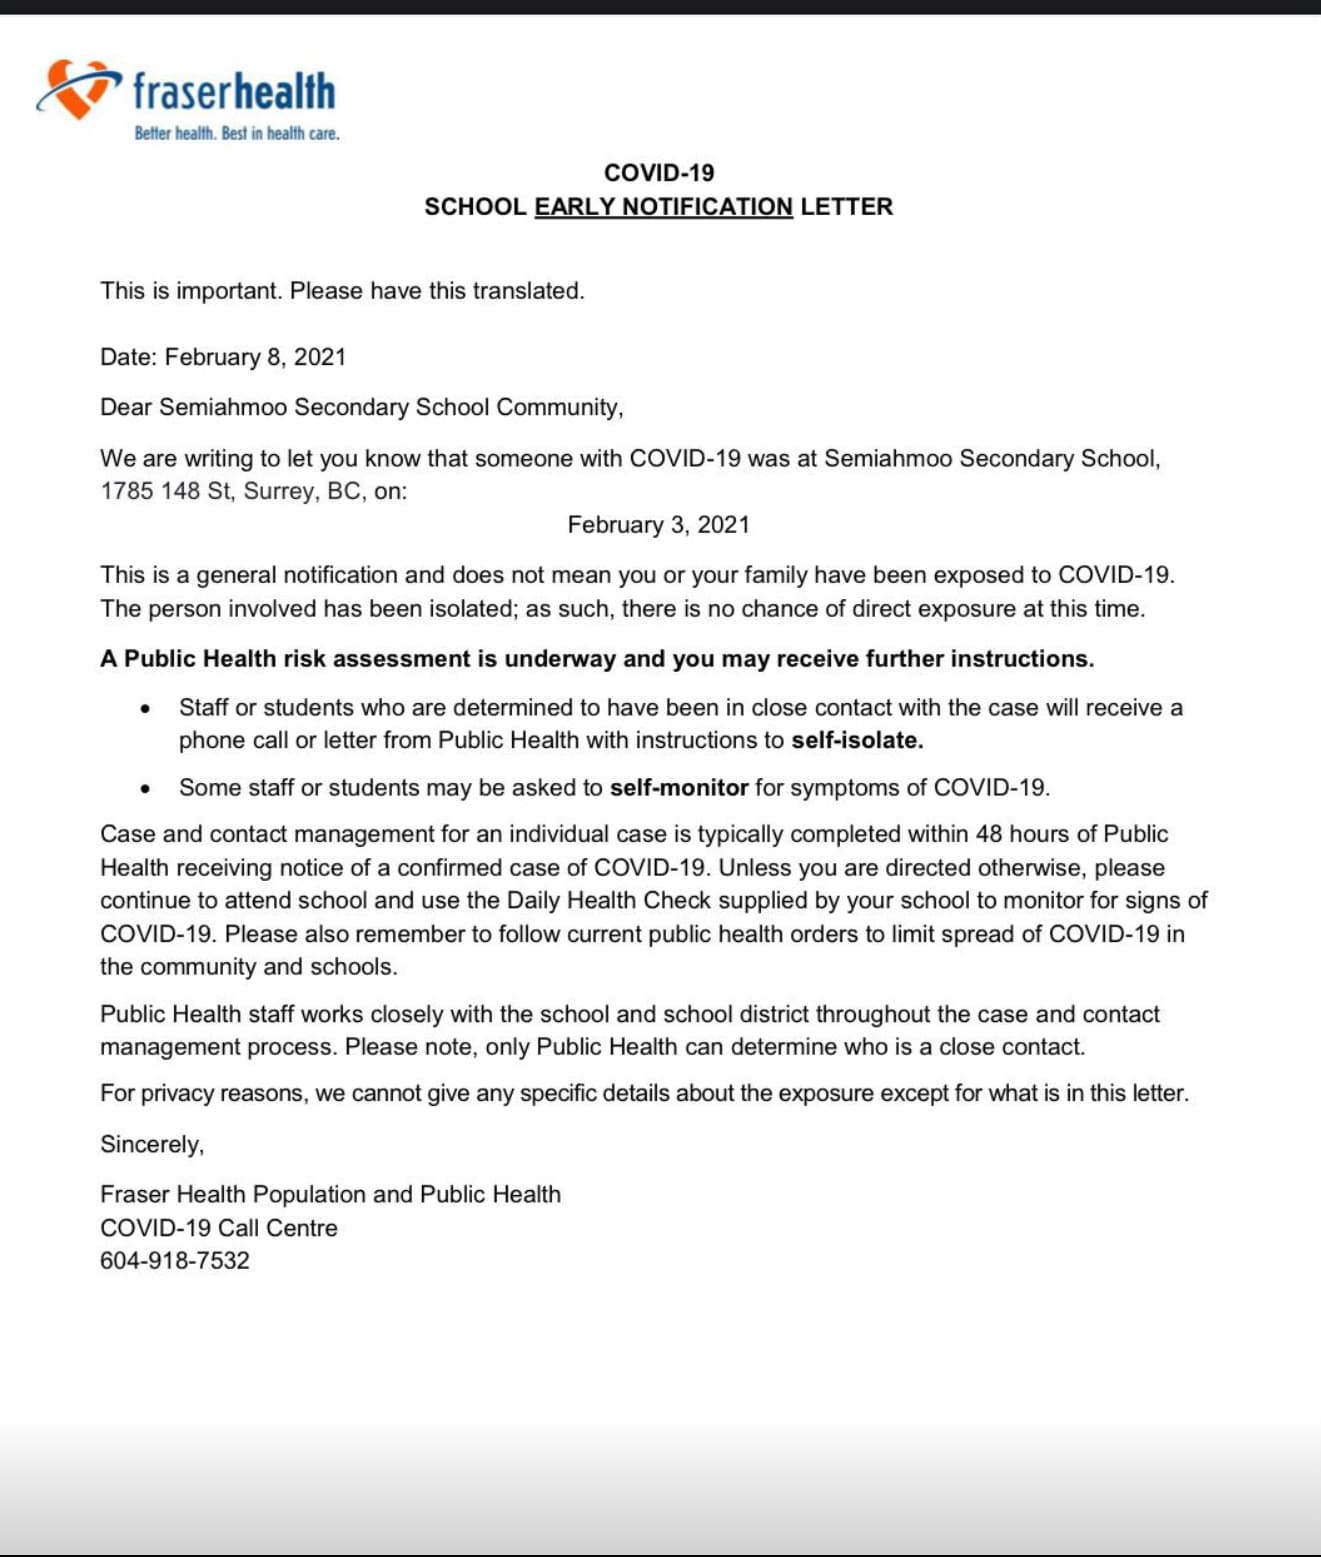 fraserhealth
Better health. Best in health care.
COVID-19
SCHOOL EARLY NOTIFICATION LETTER
This is important. Please have this translated.
Date: February 8, 2021
Dear Semiahmoo Secondary School Community,
We are writing to let you know that someone with COVID-19 was at Semiahmoo Secondary School,
1785 148 St, Surrey, BC, on:
February 3, 2021
This is a general notification and does not mean you or your family have been exposed to COVID-19.
The person involved has been isolated; as such, there is no chance of direct exposure at this time.
A Public Health risk assessment is underway and you may receive further instructions.
• Staff or students who are determined to have been in close contact with the case will receive a
phone call or letter from Public Health with instructions to self-isolate.
• Some staff or students may be asked to self-monitor for symptoms of COVID-19.
Case and contact management for an individual case is typically completed within 48 hours of Public
Health receiving notice of a confirmed case of COVID-19. Unless you are directed otherwise, please
continue to attend school and use the Daily Health Check supplied by your school to monitor for signs of
COVID-19. Please also remember to follow current public health orders to limit spread of COVID-19 in
the community and schools.
Public Health staff works closely with the school and school district throughout the case and contact
management process. Please note, only Public Health can determine who is a close contact.
For privacy reasons, we cannot give any specific details about the exposure except for what is in this letter.
Sincerely,
Fraser Health Population and Public Health
COVID-19 Call Centre
604-918-7532